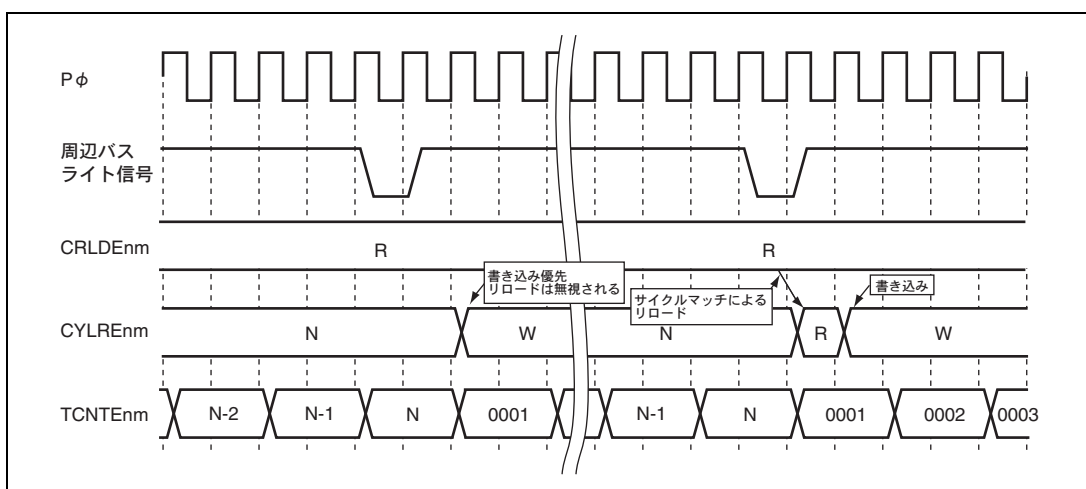 Pφ
周辺バス
ライト信号
CRLDEnm
R
R
書き込み優先
リロードは無視される
サイクルマッチによる
リロード
書き込み
CYLREnm
N
W
N
R
W
TCNTEnm
N-2
N-1
N
0001
N-1
N
0001
0002
0003